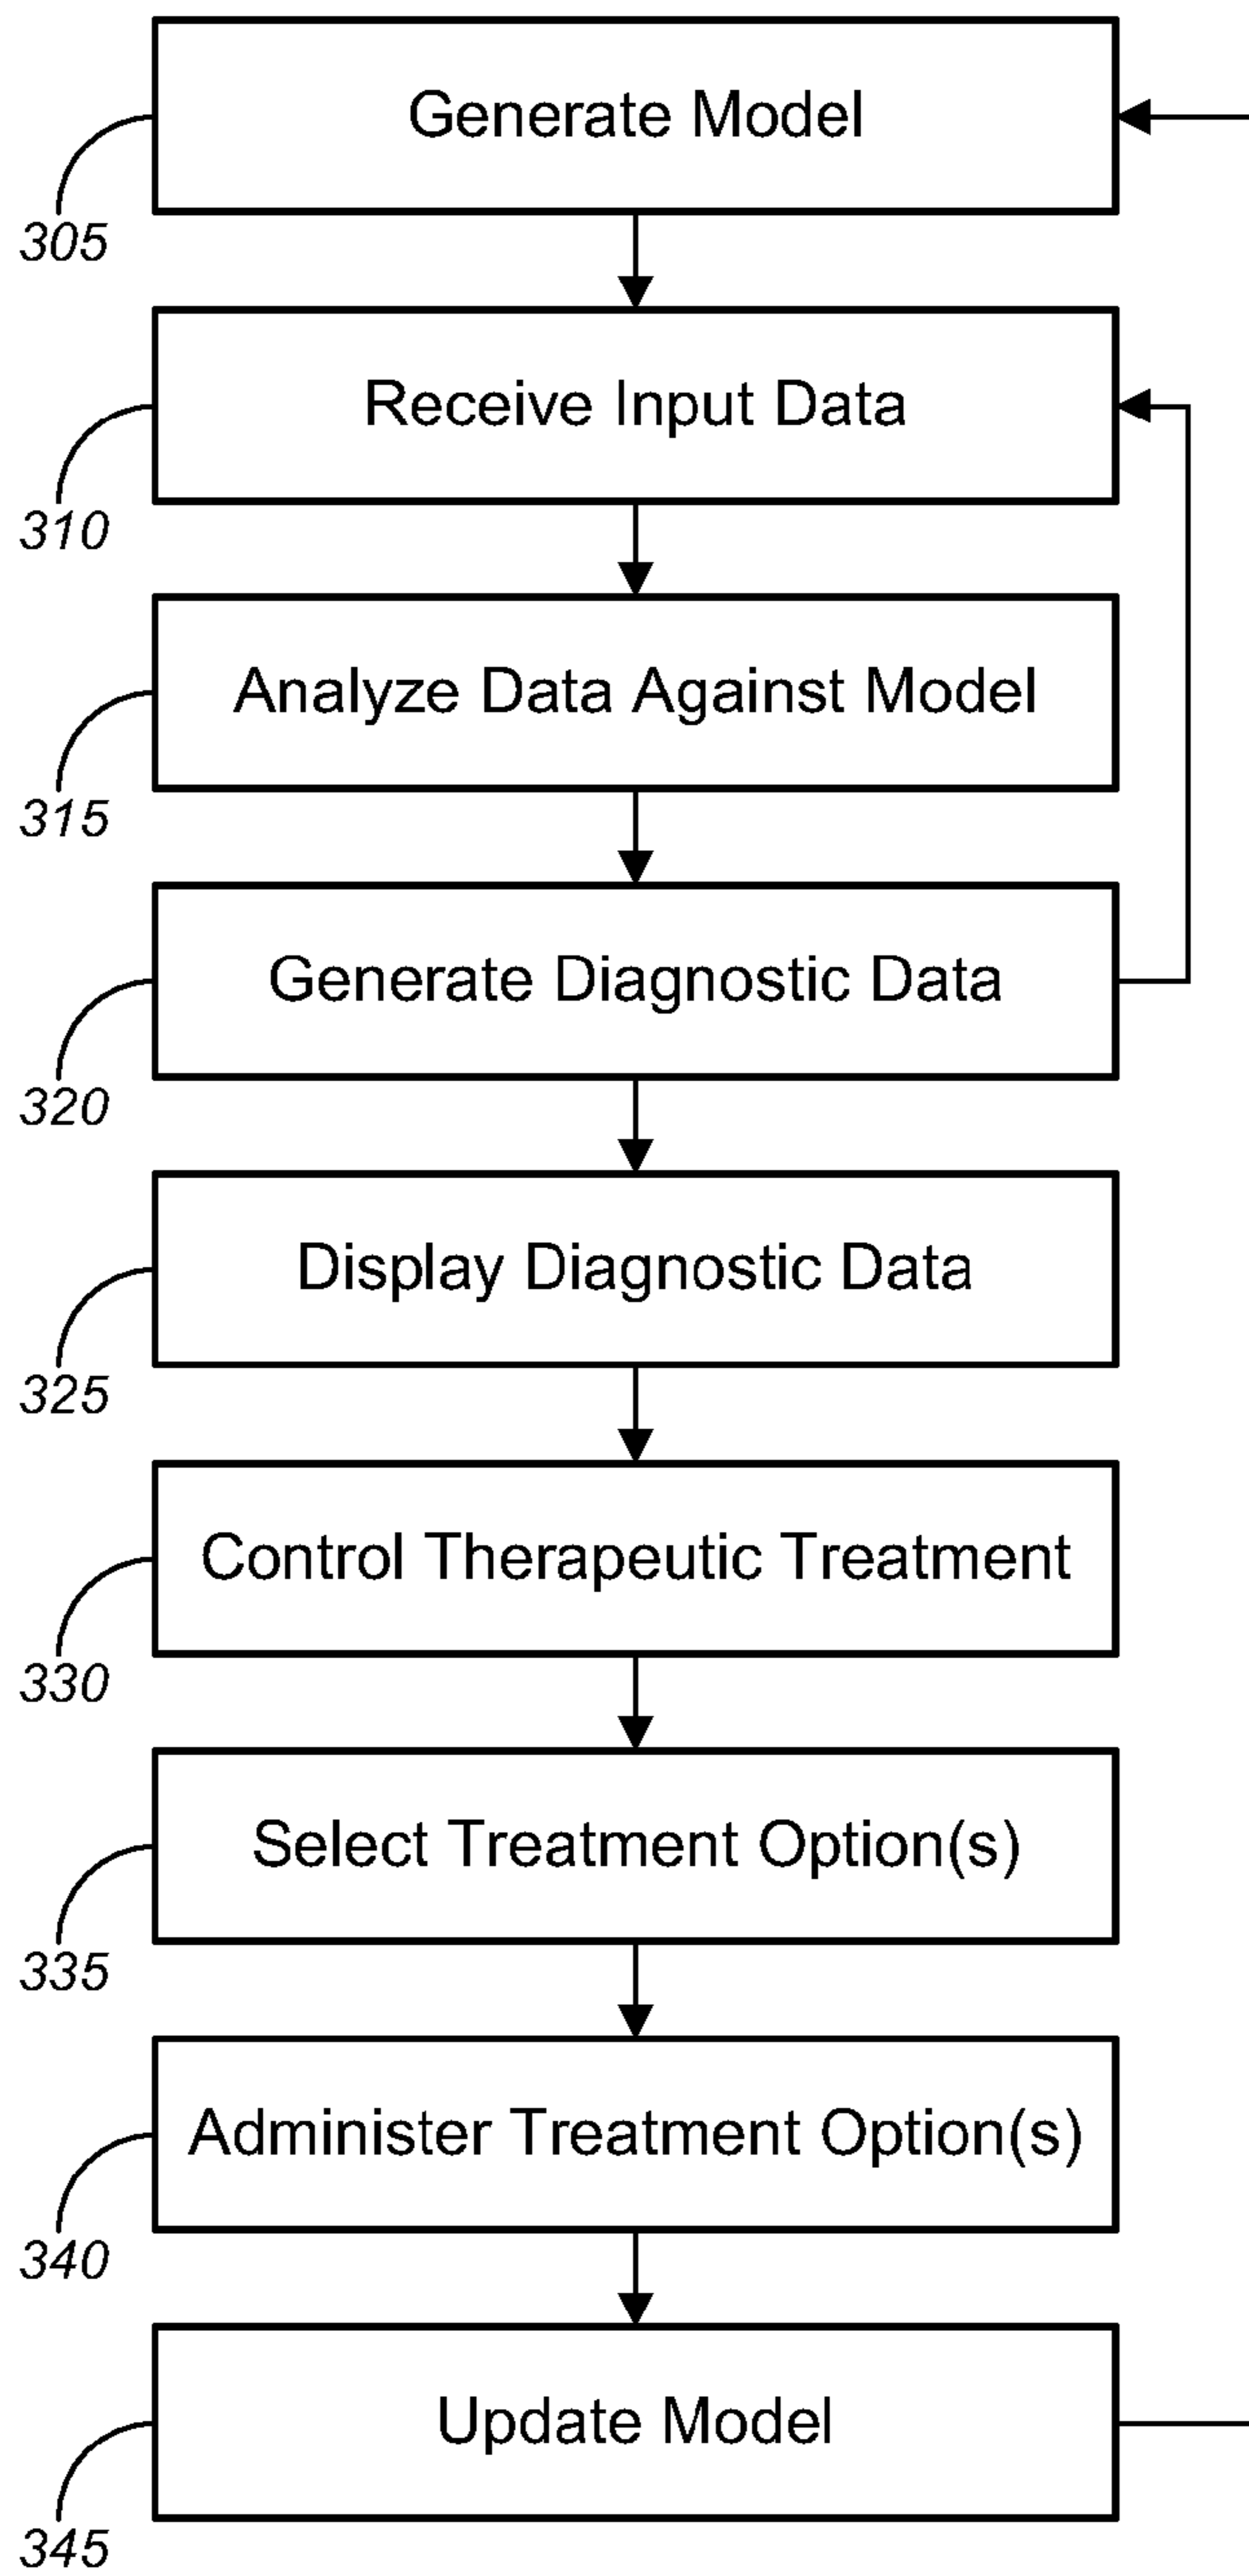 Generate Model
305
Receive Input Data
310
Analyze Data Against Model
315
Generate Diagnostic Data
320
Display Diagnostic Data
325
Control Therapeutic Treatment
330
Select Treatment Option(s)
335
Administer Treatment Option(s)
340
Update Model
345